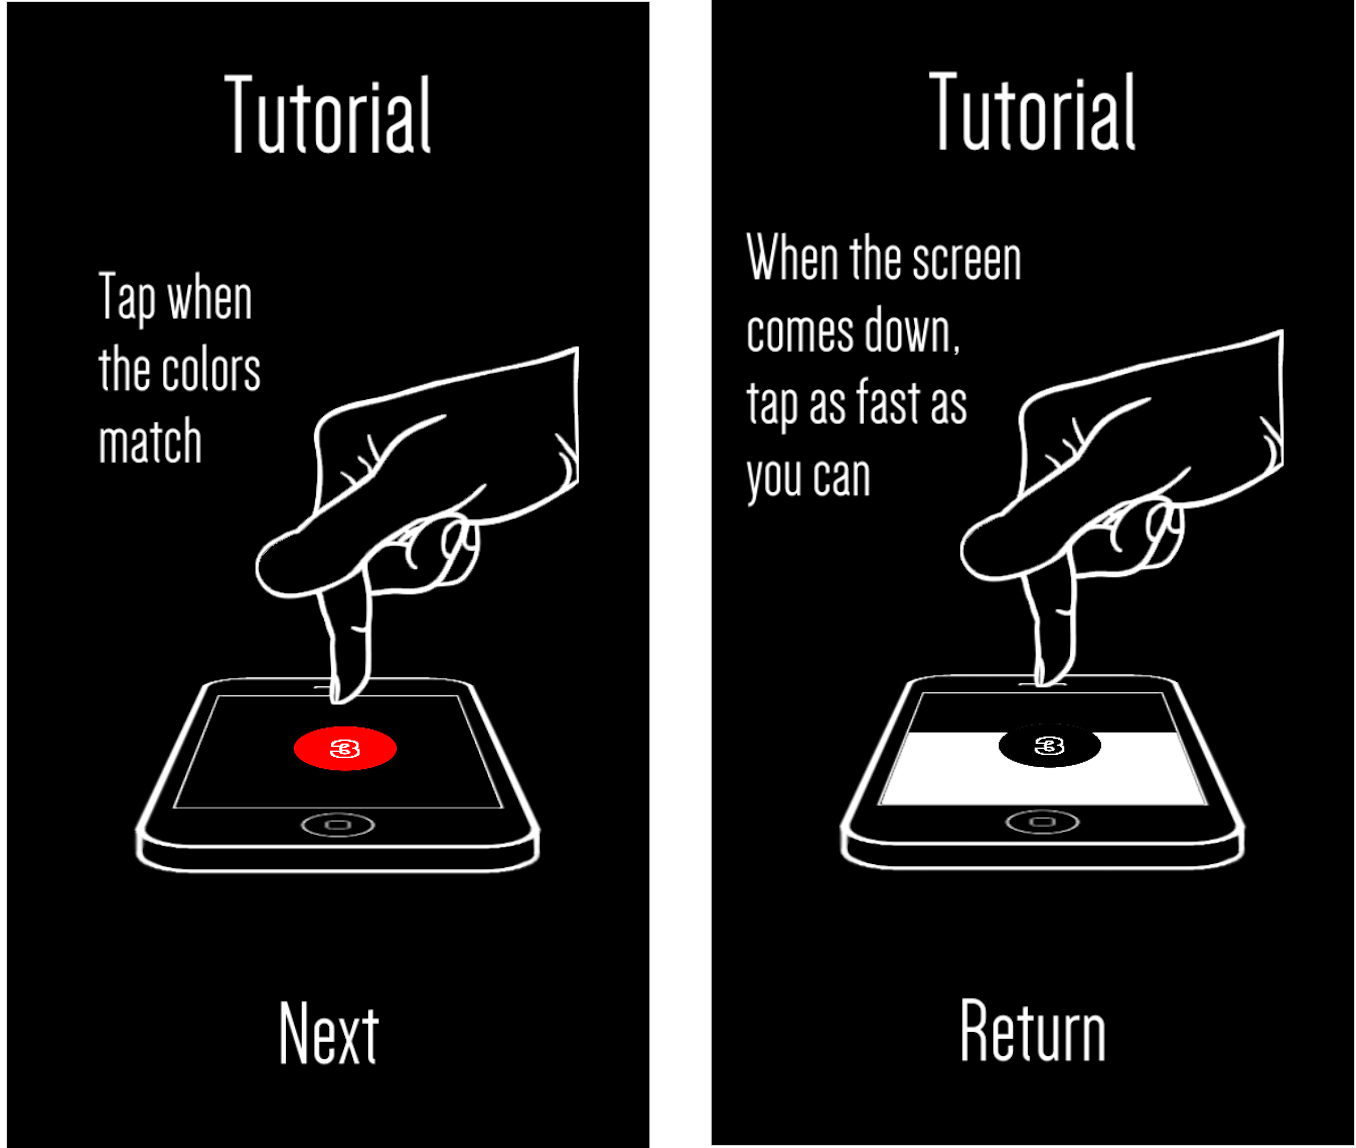 Tutorial
Tap when
the colors
match
3
Next
Tutorial
When the screen
comes down,
tap as fast as
you can
3
Return